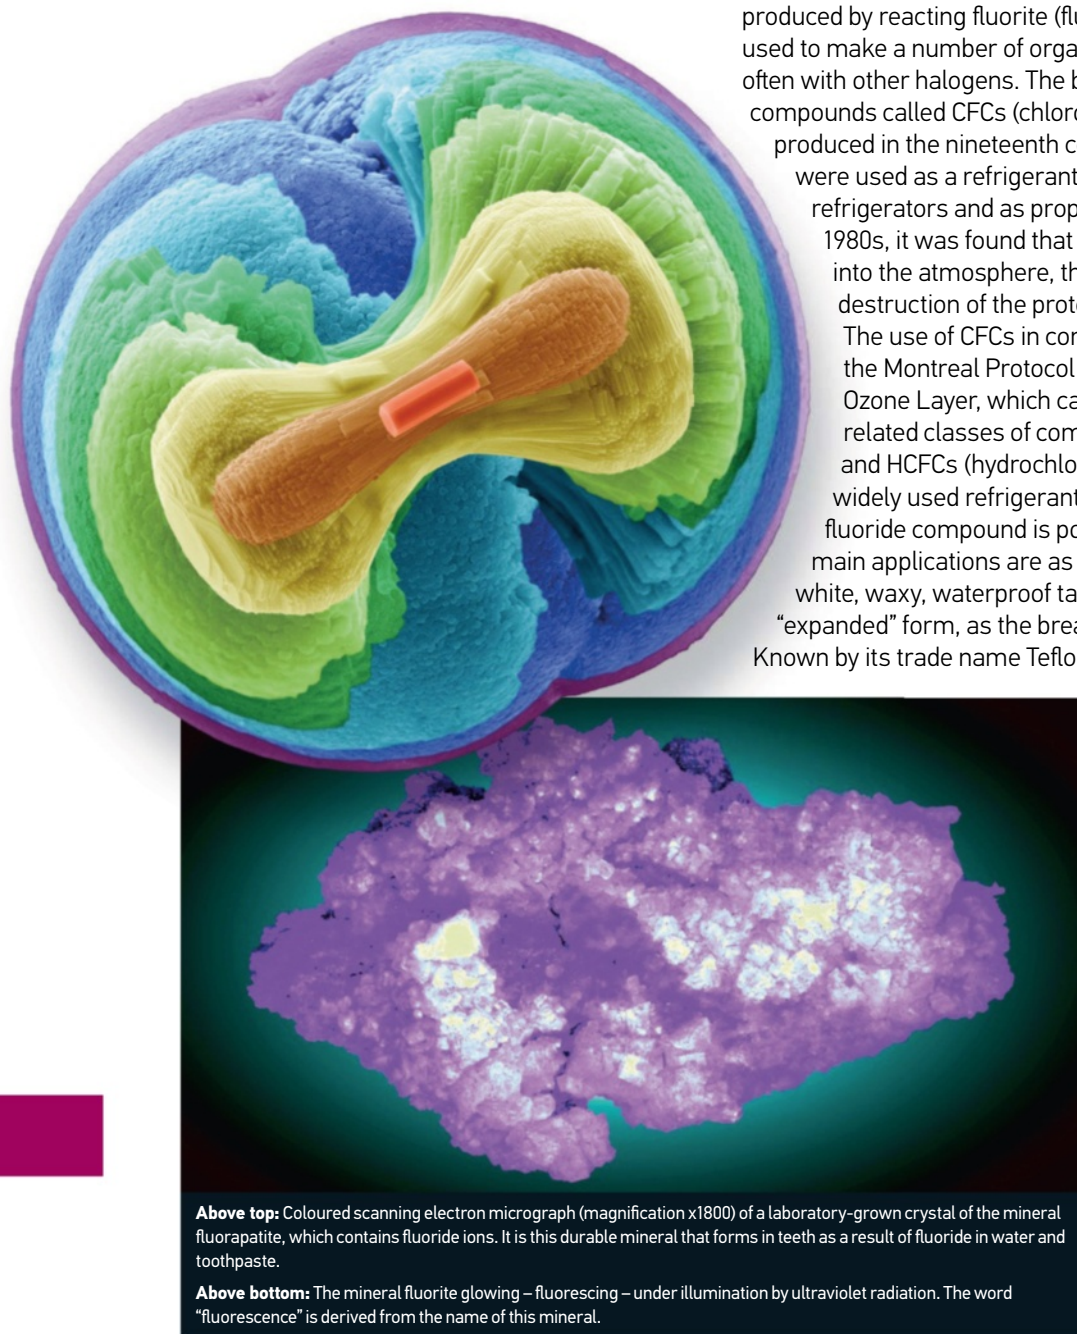 produced by reacting fluorite (flu
used to make a number of orga
often with other halogens. The b
compounds called CFCs (chloro
produced in the nineteenth c
were used as a refrigerant
refrigerators and as prop
1980s, it was found that
into the atmosphere, th
destruction of the prote
The use of CFCs in con
the Montreal Protocol
Ozone Layer, which ca
related classes of com
and HCFCs (hydrochlo
widely used refrigerant
fluoride compound is po
main applications are as
white, waxy, waterproof ta
“expanded” form, as the brea
Known by its trade name Teflo
Above top: Coloured scanning electron micrograph (magnification x1800) of a laboratory-grown crystal of the mineral
fluorapatite, which contains fluoride ions. It is this durable mineral that forms in teeth as a result of fluoride in water and
toothpaste.
Above bottom: The mineral fluorite glowing – fluorescing – under illumination by ultraviolet radiation. The word
“fluorescence” is derived from the name of this mineral.